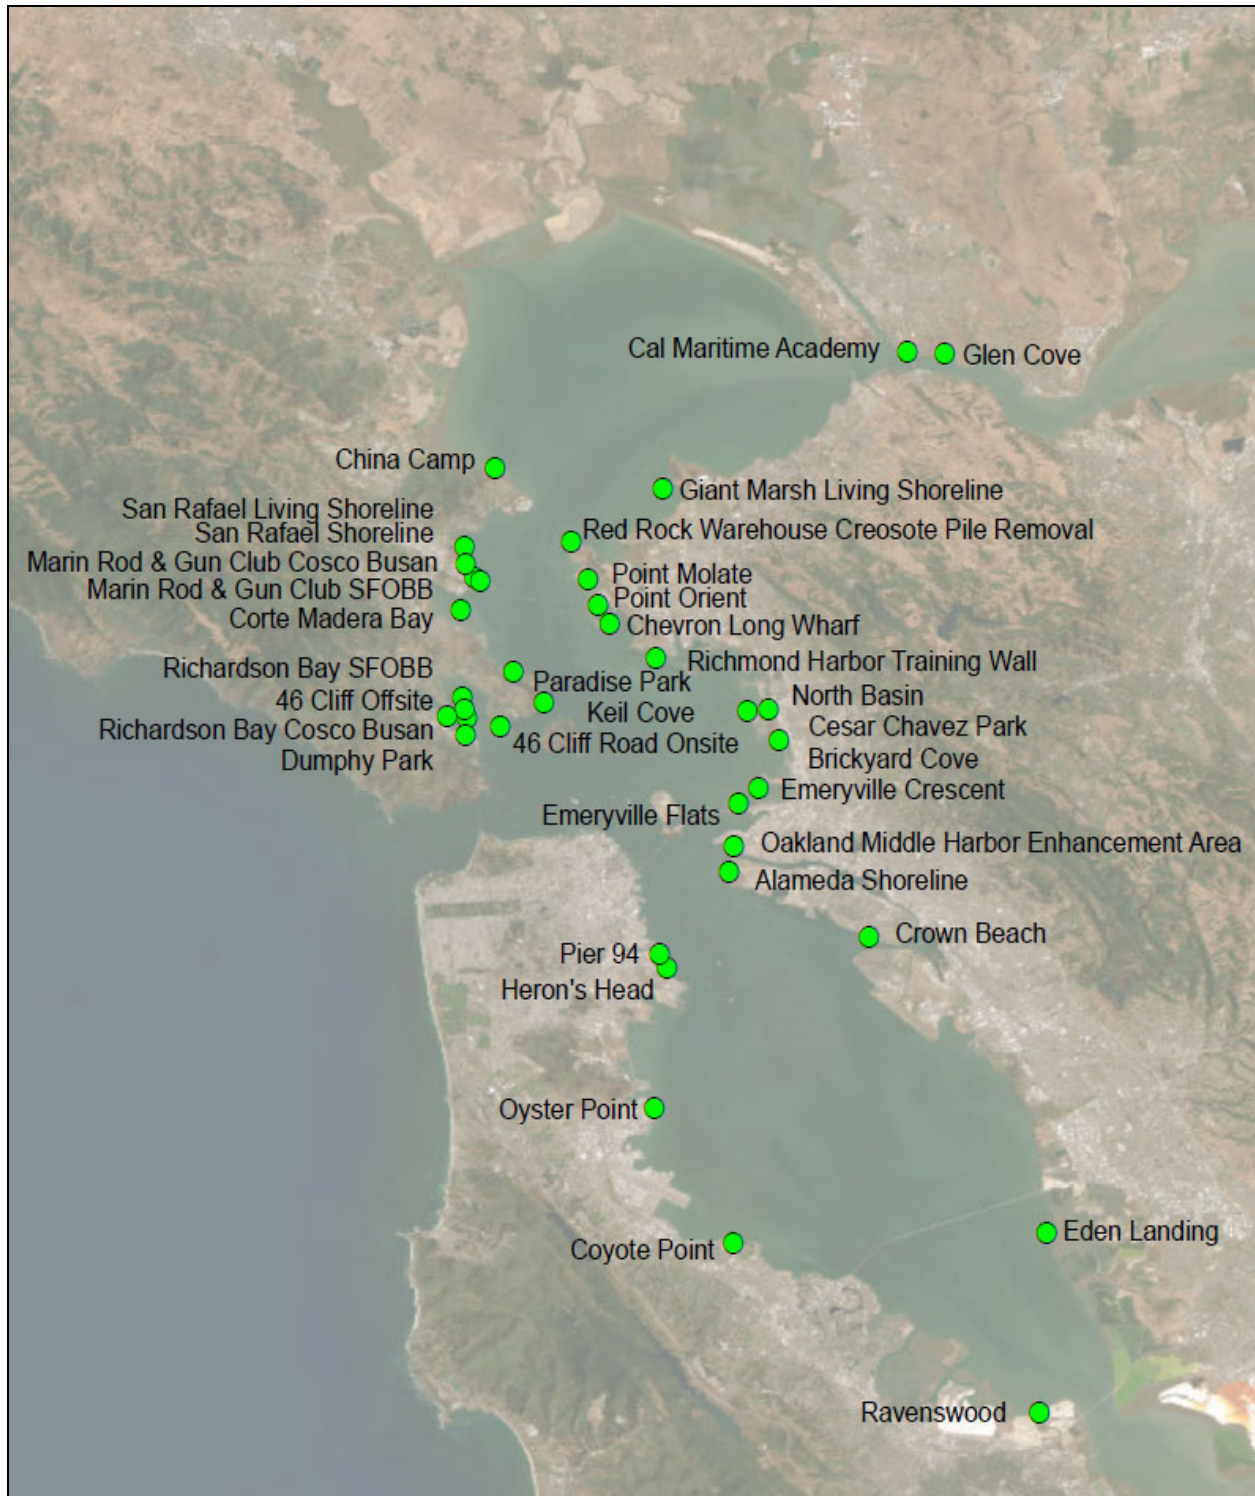 Cal Maritime Academy
Glen Cove
China Camp
Giant Marsh Living Shoreline
San Rafael Living Shoreline
San Rafael Shoreline
Red Rock Warehouse Creosote Pile Removal
Marin Rod & Gun Club Cosco Busan
Point Molate
Marin Rod & Gun Club SFOBB
Point Orient
Corte Madera Bay
Chevron Long Wharf
Richardson Bay SFOBB
Richmond Harbor Training Wall
Paradise Park
46 Cliff Offsite
North Basin
Keil Cove
Cesar Chavez Park
Richardson Bay Cosco Busan
46 Cliff Road Onsite
Dumphy Park
Brickyard Cove
Emeryville Crescent
Emeryville Flats
Oakland Middle Harbor Enhancement Area
Alameda Shoreline
Crown Beach
Pier 94
Heron's Head
Oyster Point
Eden Landing
Coyote Point
Ravenswood